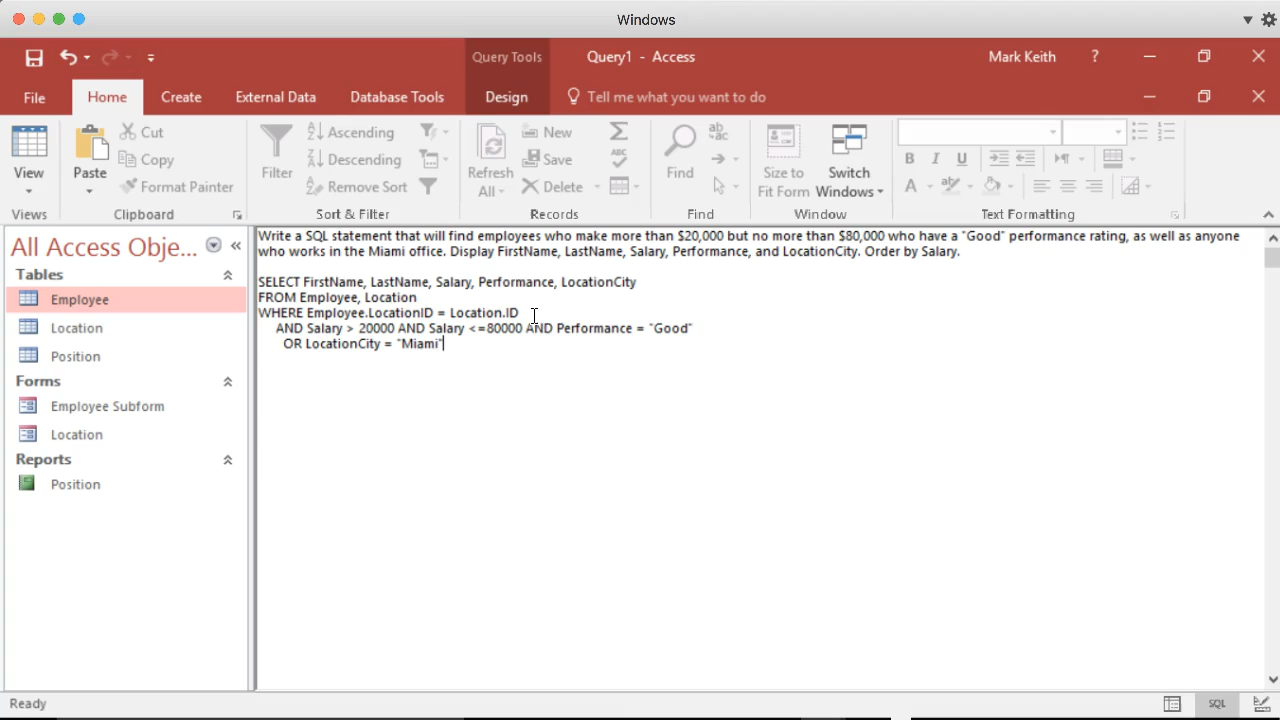 Windows
Query Tools Query1 - Access Mark Keith ?
File Home Create External Data Database Tools Design Tell me what you want to do
View
Views
Paste
Cut
Copy
Format Painter
Clipboard
Filter
Ascending
Descending
Remove Sort
Sort & Filter
Refresh
All
New
Save
Delete
Records
Find
Find
Size to
Fit Form
Switch
Windows
Window
B I U
A
Text Formatting
All Access Obje...
Tables
Employee
Location
Position
Forms
Employee Subform
Location
Reports
Position
Write a SQL statement that will find employees who make more than $20,000 but no more than $80,000 who have a "Good" performance rating, as well as anyone
who works in the Miami office. Display FirstName, LastName, Salary, Performance, and LocationCity. Order by Salary.
SELECT FirstName, LastName, Salary, Performance, LocationCity
FROM Employee, Location
WHERE Employee.LocationID = Location.ID
AND Salary > 20000 AND Salary <=80000 AND Performance = "Good"
OR LocationCity = "Miami"
Ready SQL